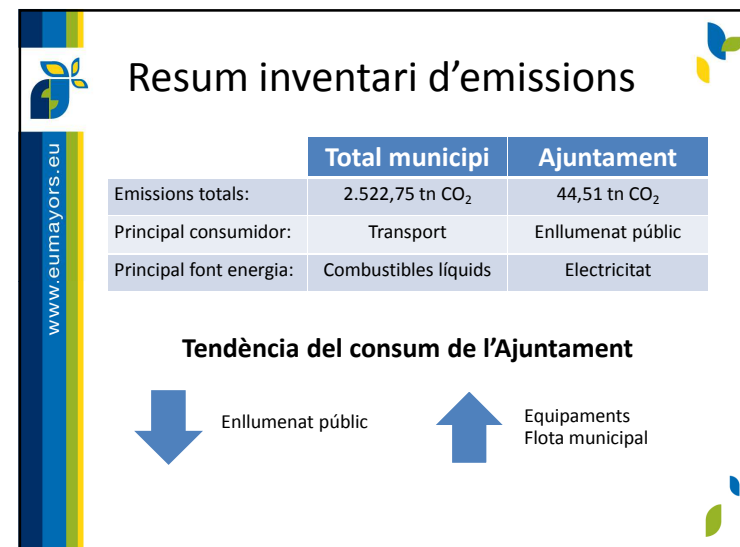 Resum inventari d'emissions
www.eumayors.eu
Total municipi Ajuntament
Emissions totals: 2.522,75 tn CO₂ 44,51 tn CO₂
Principal consumidor: Transport Enllumenat públic
Principal font energia: Combustibles líquids Electricitat
Tendència del consum de l'Ajuntament
Enllumenat públic
Equipaments
Flota municipal